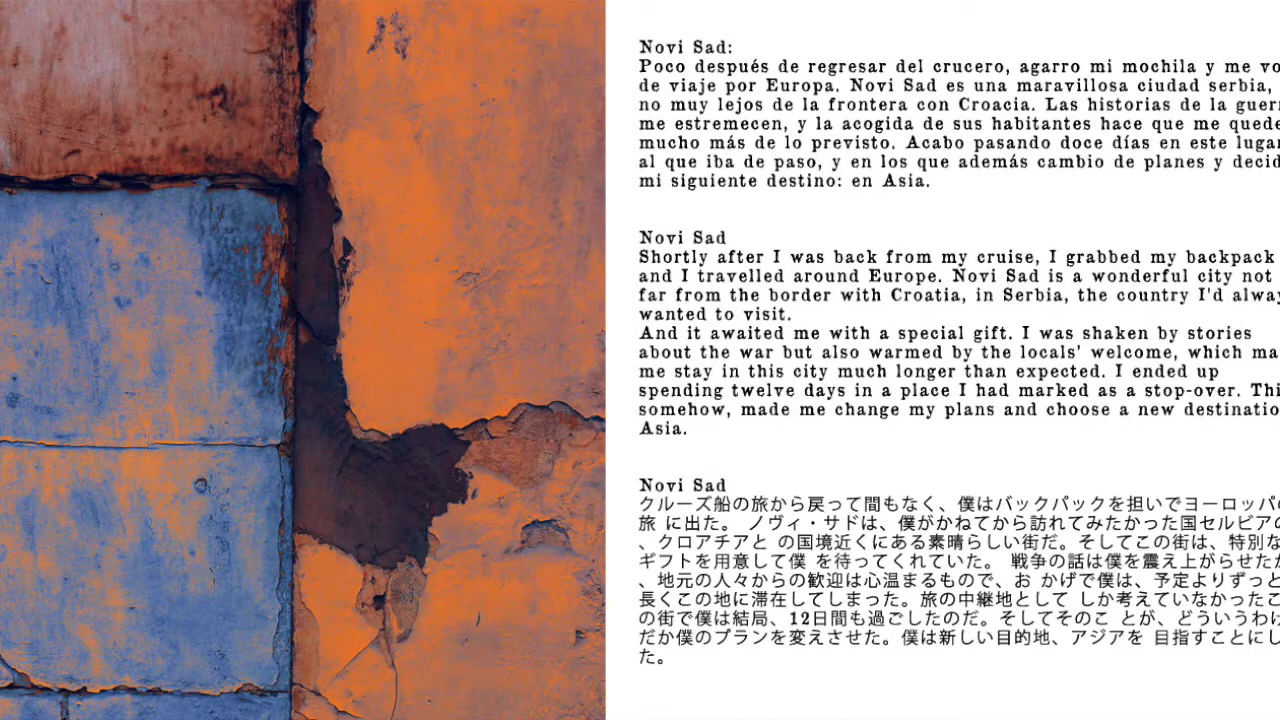 Novi Sad:
Poco después de regresar del crucero, agarro mi mochila y me vo
de viaje por Europa. Novi Sad es una maravillosa ciudad serbia,
no muy lejos de la frontera con Croacia. Las historias de la guer
me estremecen, y la acogida de sus habitantes hace que me quede
mucho más de lo previsto. Acabo pasando doce días en este lugar
al que iba de paso, y en los que además cambio de planes y decid
mi siguiente destino: en Asia.
Novi Sad
Shortly after I was back from my cruise, I grabbed my backpack
and I travelled around Europe. Novi Sad is a wonderful city not
far from the border with Croatia, in Serbia, the country I'd alway
wanted to visit.
And it awaited me with a special gift. I was shaken by stories
about the war but also warmed by the locals' welcome, which ma
me stay in this city much longer than expected. I ended up
spending twelve days in a place I had marked as a stop-over. Thi
somehow, made me change my plans and choose a new destinatio
Asia.
Novi Sad
クルーズ船の旅から戻って間もなく、僕はバックパックを担いでヨーロッパの
旅 に出た。 ノヴィ・サドは、僕がかねてから訪れてみたかった国セルビアの
、クロアチアと の国境近くにある素晴らしい街だ。そしてこの街は、特別な
ギフトを用意して僕 を待ってくれていた。 戦争の話は僕を震え上がらせたが
、地元の人々からの歓迎は心温まるもので、お かげで僕は、予定よりずっと
長くこの地に滞在してしまった。旅の中継地として しか考えていなかったこ
の街で僕は結局、12日間も過ごしたのだ。そしてそのこ とが、どういうわけ
だか僕のプランを変えさせた。僕は新しい目的地、アジアを 目指すことにし
た。